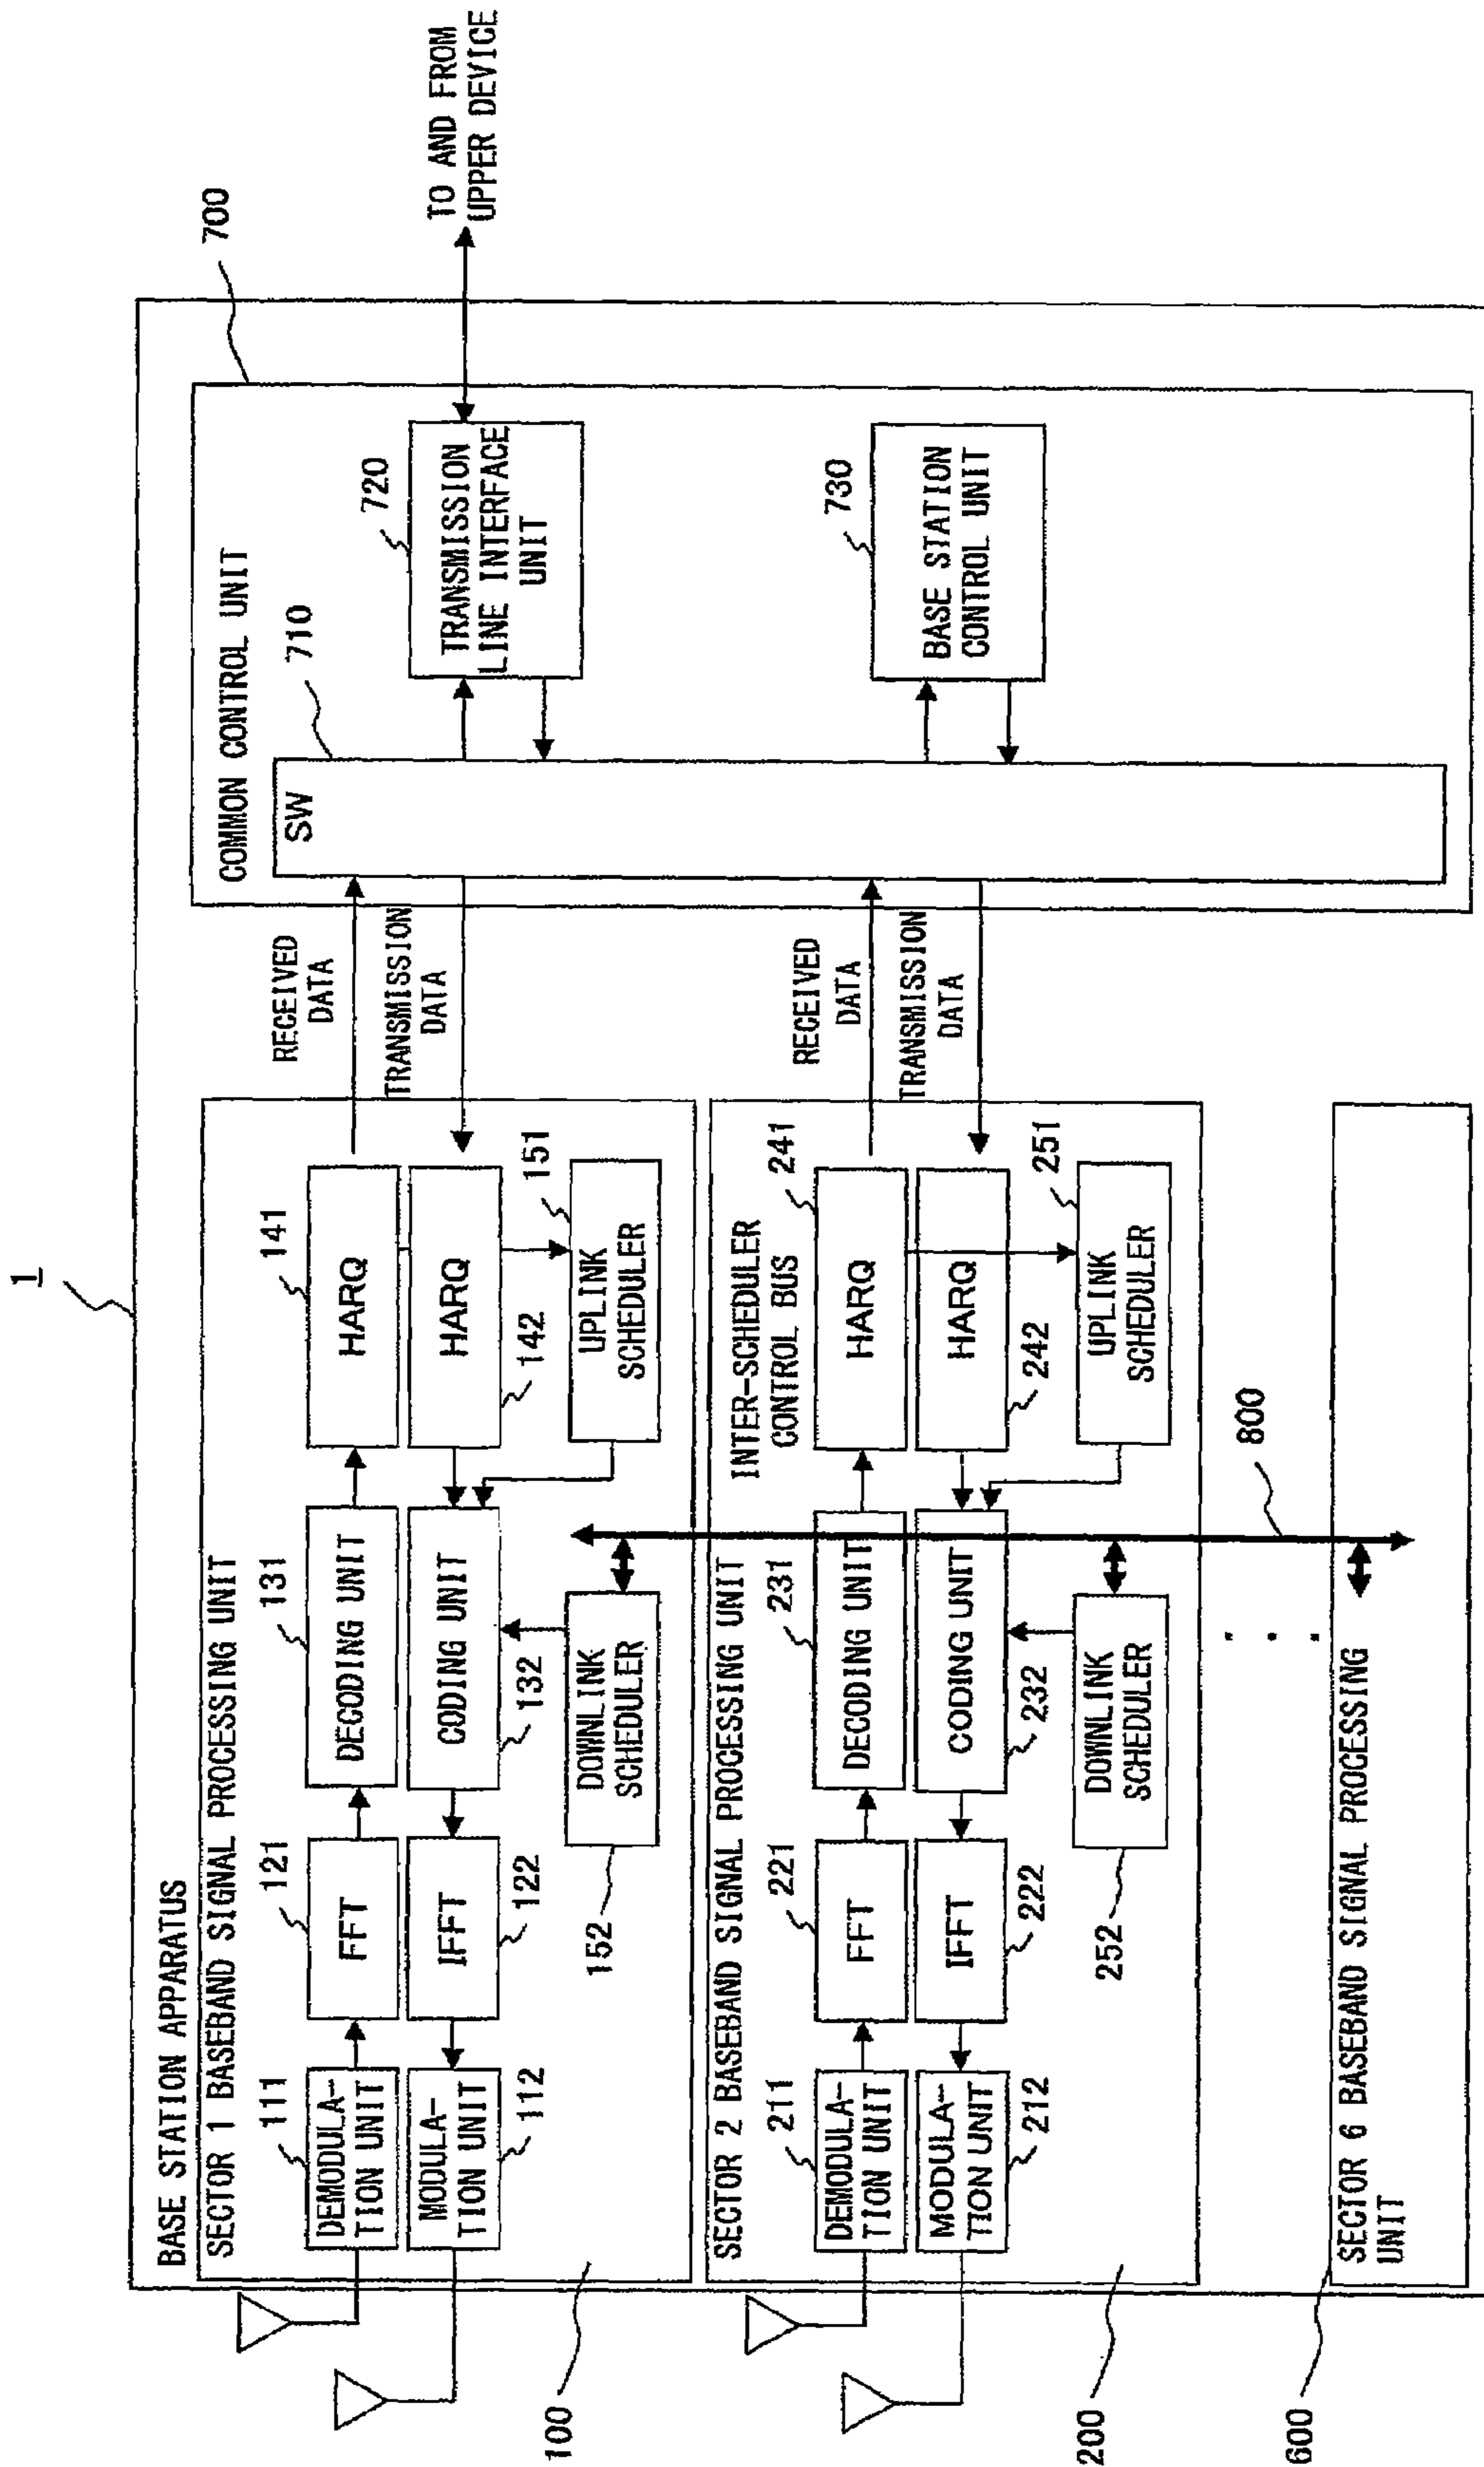 1
BASE STATION APPARATUS
SECTOR 1 BASEBAND SIGNAL PROCESSING UNIT
111
DEMODULA-
TION UNIT
121
FFT
131
DECODING UNIT
141
HARQ
MODULA-
TION UNIT
112
IFFT
122
CODING UNIT
132
HARQ
142
DOWNLINK
SCHEDULER
152
151
UPLINK
SCHEDULER
100
RECEIVED
DATA
TRANSMISSION
DATA
SECTOR 2 BASEBAND SIGNAL PROCESSING UNIT
INTER-SCHEDULER
CONTROL BUS
211
DEMODULA-
TION UNIT
221
FFT
231
DECODING UNIT
241
HARQ
MODULA-
TION UNIT
212
IFFT
222
CODING UNIT
232
HARQ
242
DOWNLINK
SCHEDULER
252
251
UPLINK
SCHEDULER
200
RECEIVED
DATA
TRANSMISSION
DATA
800
SECTOR 6 BASEBAND SIGNAL PROCESSING
UNIT
600
700
COMMON CONTROL UNIT
710
SW
720
TRANSMISSION
LINE INTERFACE
UNIT
730
BASE STATION
CONTROL UNIT
TO AND FROM
UPPER DEVICE